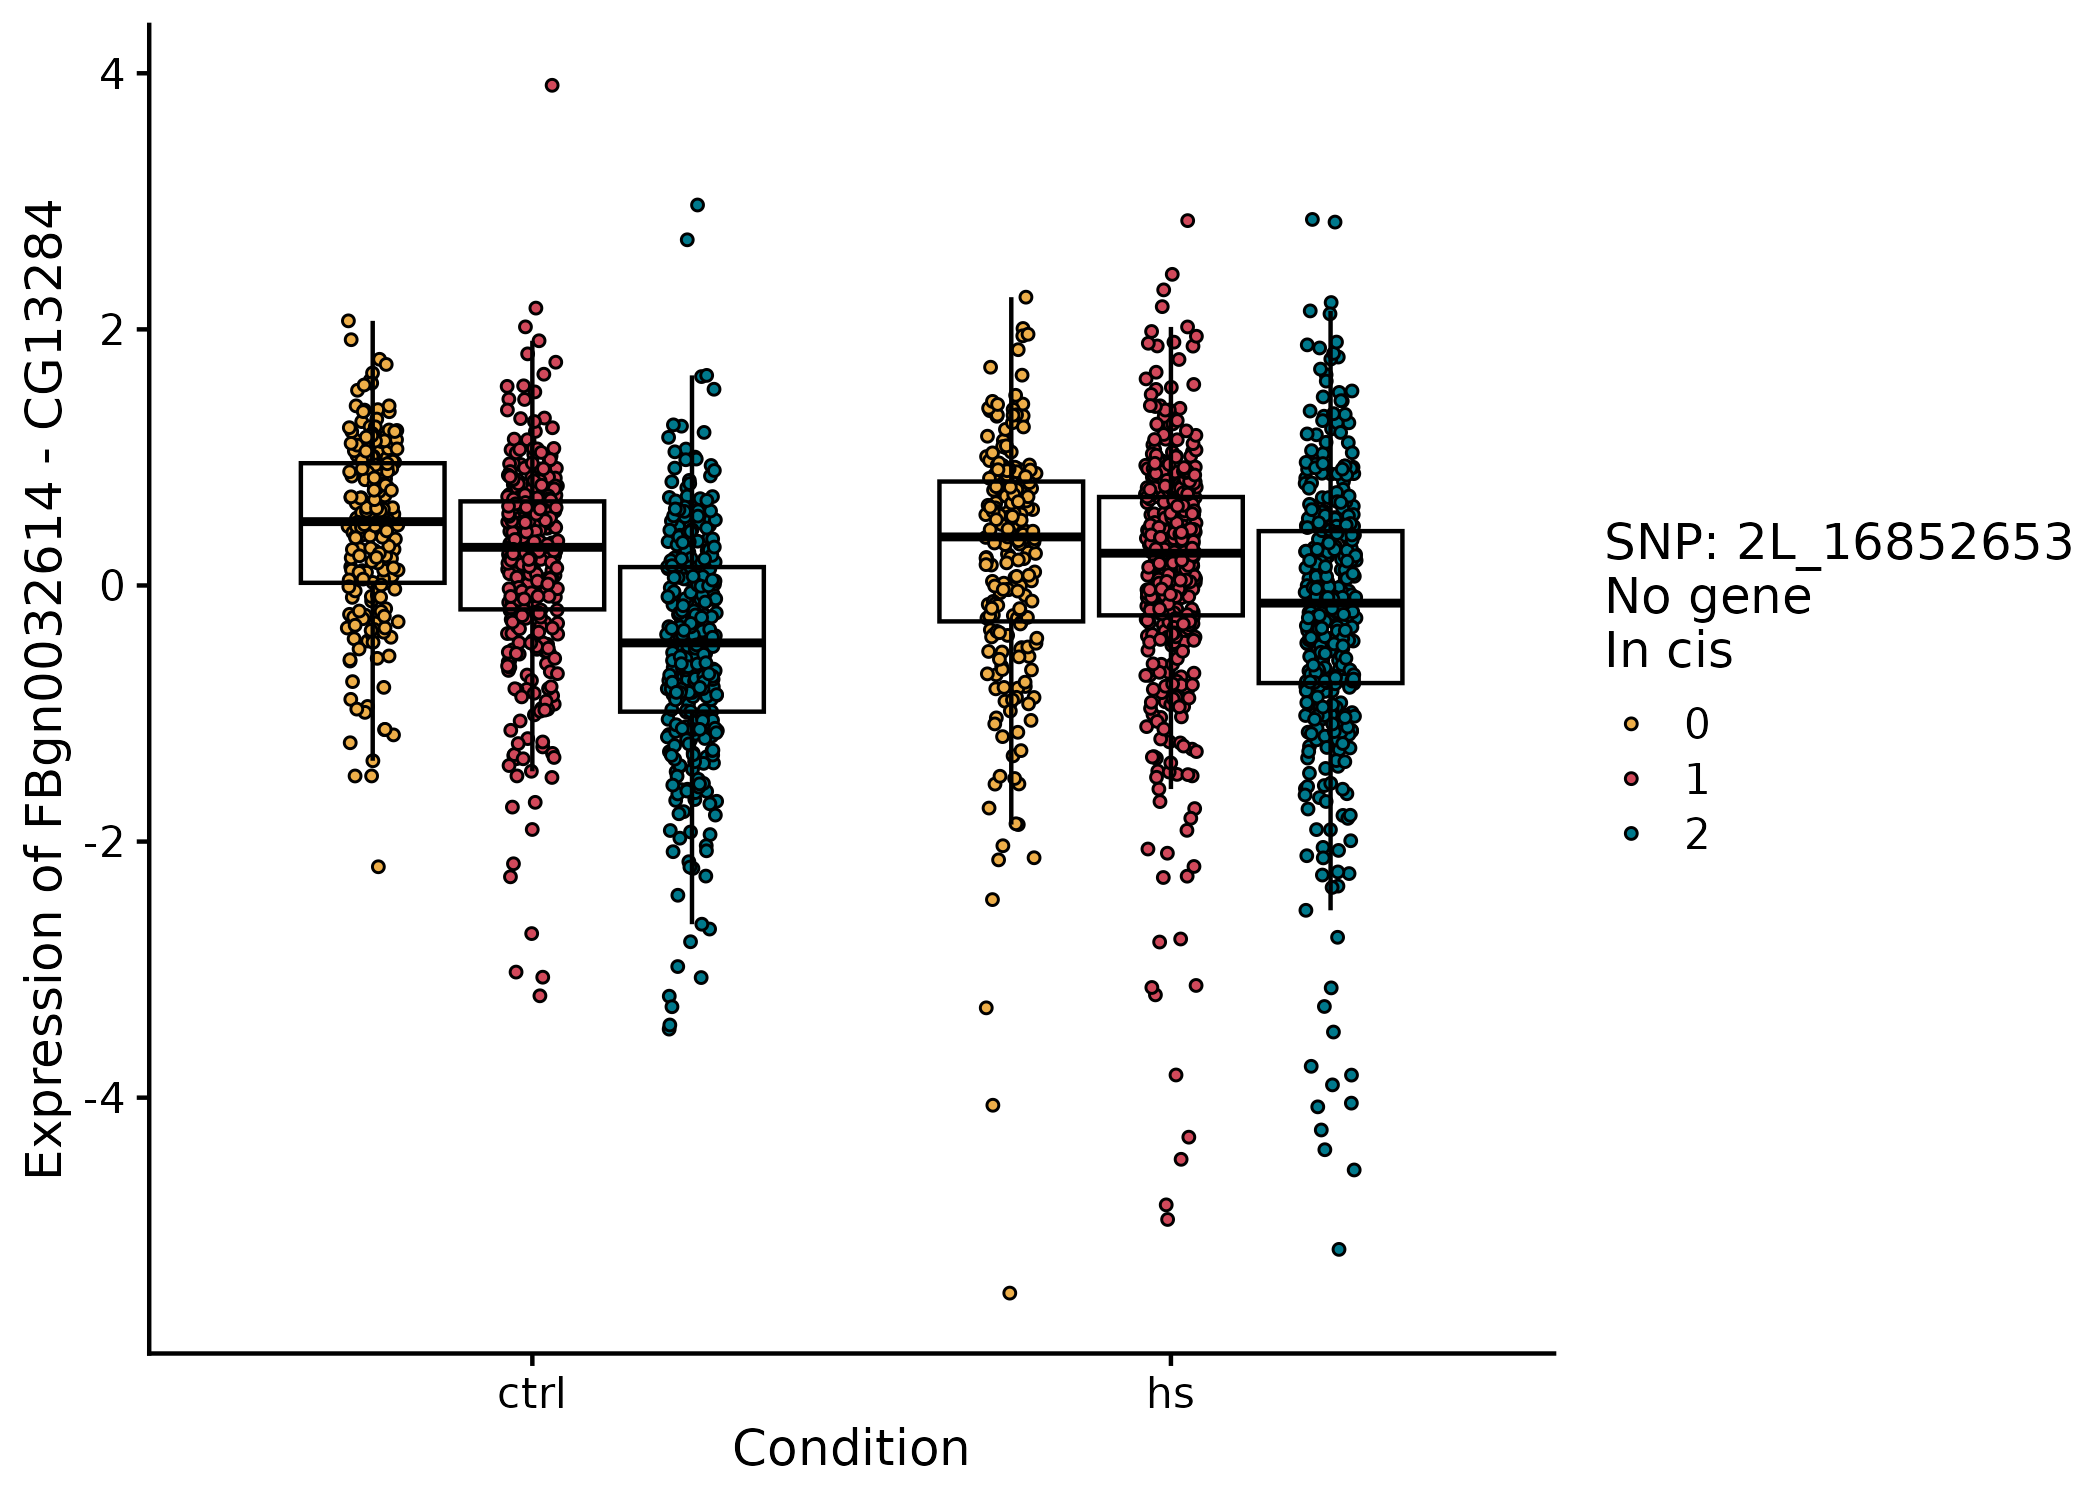 Expression of FBgn0032614 - CG13284
4
2
0
-2
-4
ctrl
hs
Condition
SNP: 2L_16852653
No gene
In cis
0
1
2